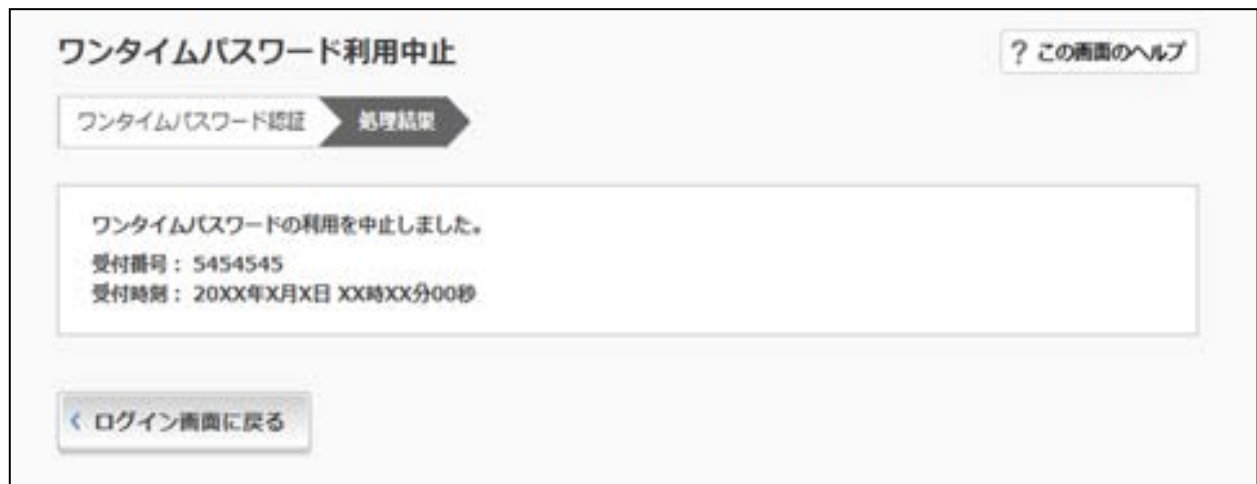 ワンタイムパスワード利用中止
? この画面のヘルプ
ワンタイムパスワード認証
処理結果
ワンタイムパスワードの利用を中止しました。
受付番号： 5454545
受付時刻： 20XX年X月X日 XX時XX分00秒
ログイン画面に戻る